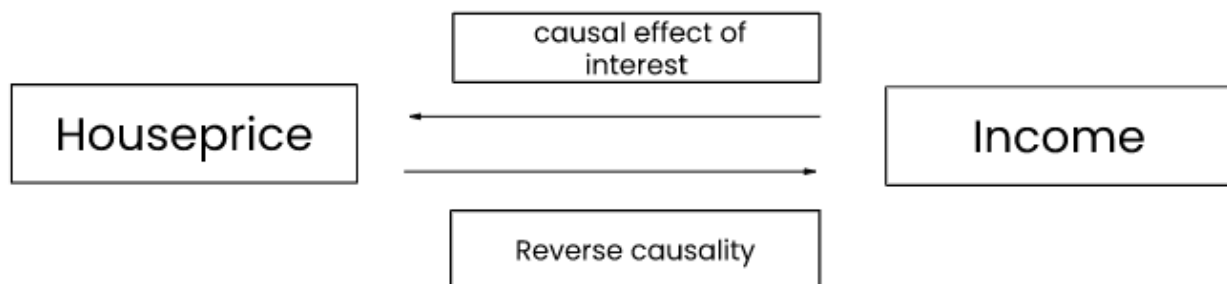 causal effect of
interest
Houseprice
Income
Reverse causality